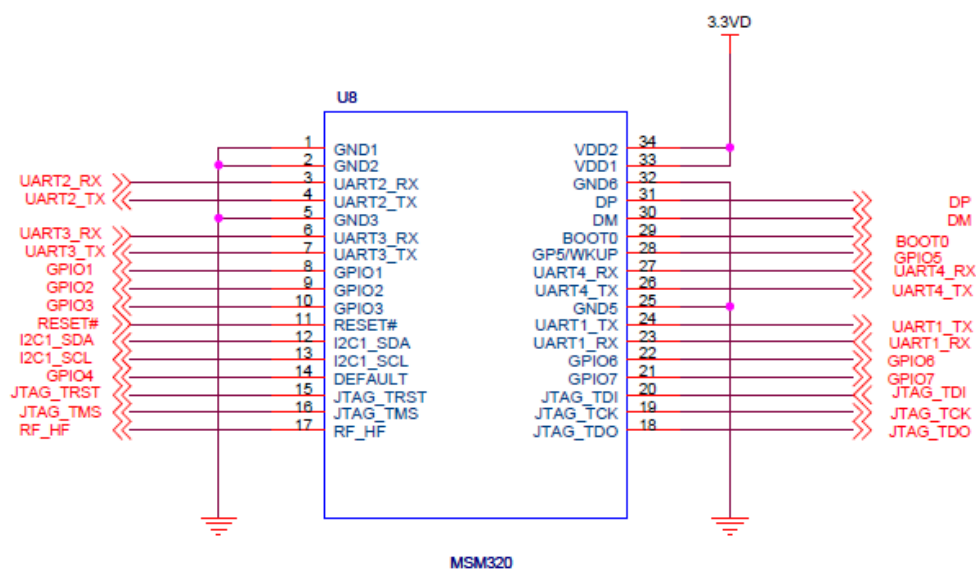 3.3VD
U8
1 GND1 VDD2 34
2 GND2 VDD1 33
UART2_RX 3 UART2_RX GND6 32
UART2_TX 4 UART2_TX DP 31 DP
5 GND3 DM 30 DM
UART3_RX 6 UART3_RX BOOT0 29 BOOT0
UART3_TX 7 UART3_TX GP5/WKUP 28 GPIO5
GPIO1 8 GPIO1 UART4_RX 27 UART4_RX
GPIO2 9 GPIO2 UART4_TX 26 UART4_TX
GPIO3 10 GPIO3 GND5 25
RESET# 11 RESET# UART1_TX 24 UART1_TX
I2C1_SDA 12 I2C1_SDA UART1_RX 23 UART1_RX
I2C1_SCL 13 I2C1_SCL GPIO6 22 GPIO6
GPIO4 14 DEFAULT GPIO7 21 GPIO7
JTAG_TRST 15 JTAG_TRST JTAG_TDI 20 JTAG_TDI
JTAG_TMS 16 JTAG_TMS JTAG_TCK 19 JTAG_TCK
RF_HF 17 RF_HF JTAG_TDO 18 JTAG_TDO
MSM320